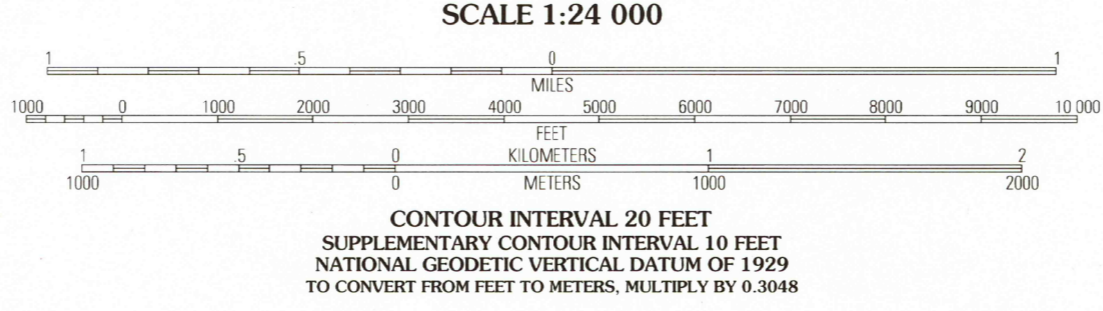 SCALE 1:24 000
1 .5 0 1
MILES
1000 0 1000 2000 3000 4000 5000 6000 7000 8000 9000 10 000
FEET
1 .5 0 KILOMETERS 1 2
1000 0 METERS 1000 2000
CONTOUR INTERVAL 20 FEET
SUPPLEMENTARY CONTOUR INTERVAL 10 FEET
NATIONAL GEODETIC VERTICAL DATUM OF 1929
TO CONVERT FROM FEET TO METERS, MULTIPLY BY 0.3048